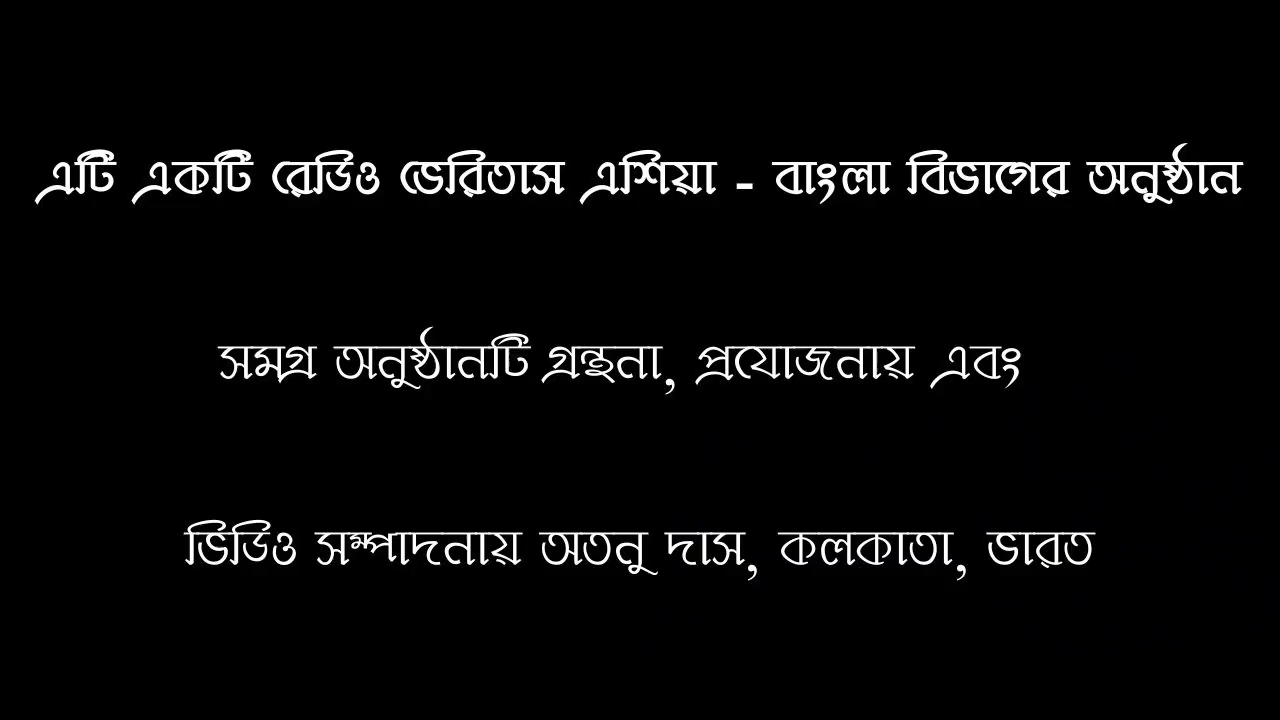 এটি একটি রেডিও ভেরিতাস এশিয়া - বাংলা বিভাগের অনুষ্ঠান
সমগ্র অনুষ্ঠানটি গ্রন্থনা, প্রযোজনায় এবং
ভিডিও সম্পাদনায় অতনু দাস, কলকাতা, ভারত